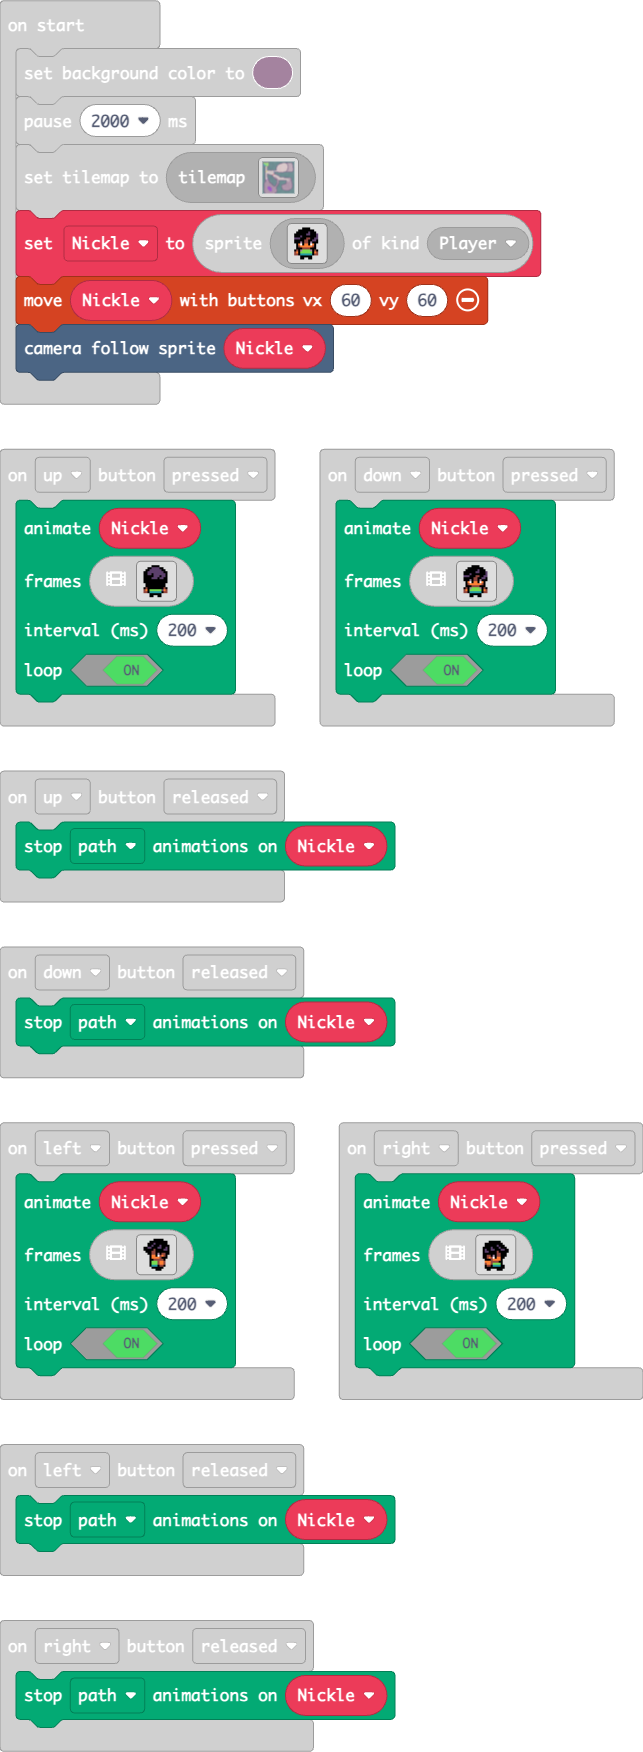 on start
set background color to
pause 2000 ms
set tilemap to tilemap
set Nickle to sprite of kind Player
move Nickle with buttons vx 60 vy 60
camera follow sprite Nickle
on up button pressed
animate Nickle
frames
interval (ms) 200
loop ON
on down button pressed
animate Nickle
frames
interval (ms) 200
loop ON
on up button released
stop path animations on Nickle
on down button released
stop path animations on Nickle
on left button pressed
animate Nickle
frames
interval (ms) 200
loop ON
on right button pressed
animate Nickle
frames
interval (ms) 200
loop ON
on left button released
stop path animations on Nickle
on right button released
stop path animations on Nickle